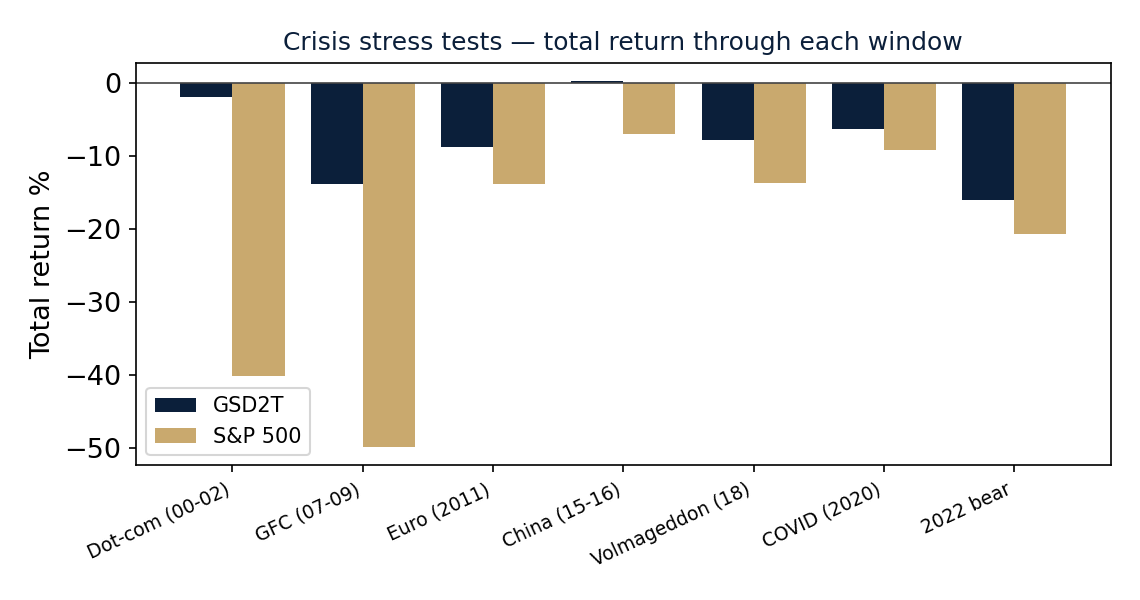 Crisis stress tests — total return through each window
Total return %
0
−10
−20
−30
−40
−50
GSD2T
S&P 500
Dot-com (00-02)
GFC (07-09)
Euro (2011)
China (15-16)
Volmageddon (18)
COVID (2020)
2022 bear